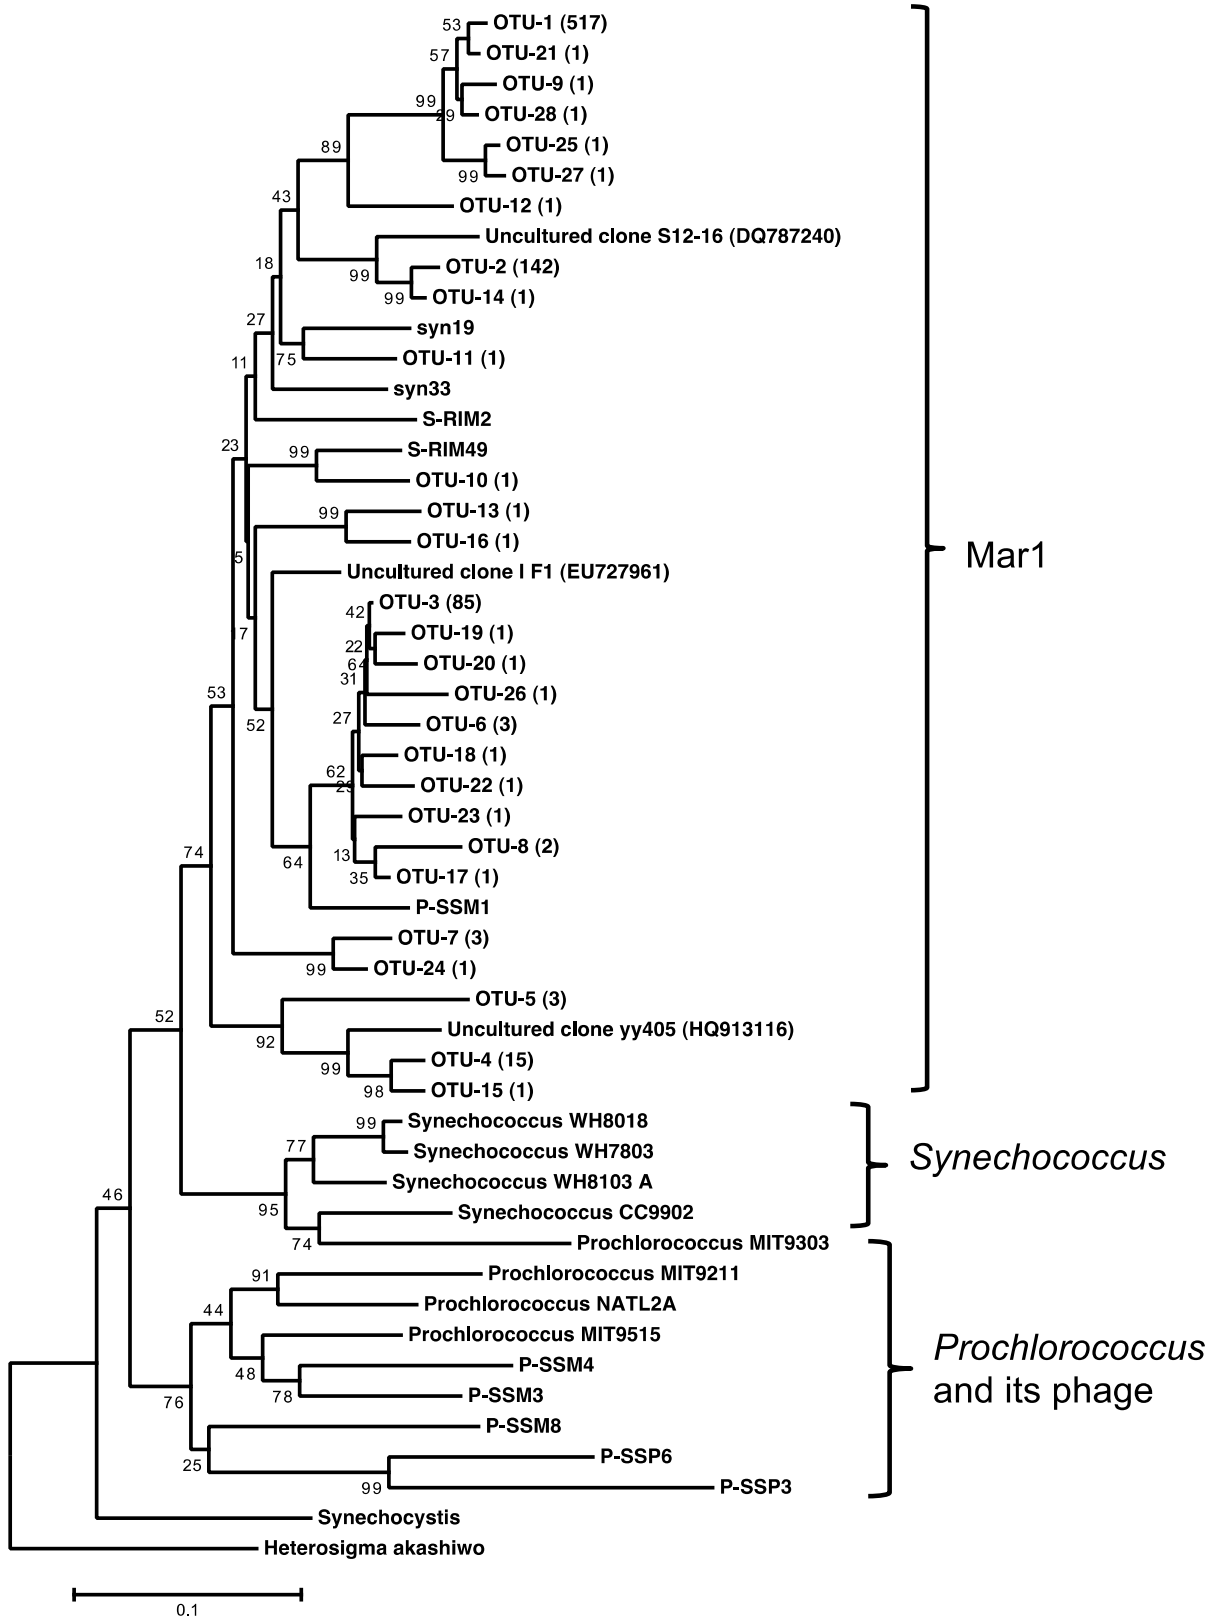 53
OTU-1 (517)
OTU-21 (1)
57
OTU-9 (1)
99
29
OTU-28 (1)
OTU-25 (1)
89
99
OTU-27 (1)
43
OTU-12 (1)
Uncultured clone S12-16 (DQ787240)
18
99
OTU-2 (142)
99
OTU-14 (1)
27
syn19
11
75
OTU-11 (1)
syn33
S-RIM2
23
99
S-RIM49
OTU-10 (1)
99
OTU-13 (1)
OTU-16 (1)
Mar1
5
Uncultured clone I F1 (EU727961)
42
OTU-3 (85)
17
22
OTU-19 (1)
64
OTU-20 (1)
31
53
OTU-26 (1)
52
27
OTU-6 (3)
OTU-18 (1)
62
OTU-22 (1)
OTU-23 (1)
74
64
13
OTU-8 (2)
35
OTU-17 (1)
P-SSM1
OTU-7 (3)
99
OTU-24 (1)
OTU-5 (3)
52
92
Uncultured clone yy405 (HQ913116)
99
OTU-4 (15)
98
OTU-15 (1)
99
Synechococcus WH8018
77
Synechococcus WH7803
Synechococcus
Synechococcus WH8103 A
46
95
Synechococcus CC9902
74
Prochlorococcus MIT9303
91
Prochlorococcus MIT9211
44
Prochlorococcus NATL2A
Prochlorococcus MIT9515
Prochlorococcus
and its phage
48
P-SSM4
76
78
P-SSM3
P-SSM8
25
P-SSP6
99
P-SSP3
Synechocystis
Heterosigma akashiwo
0.1